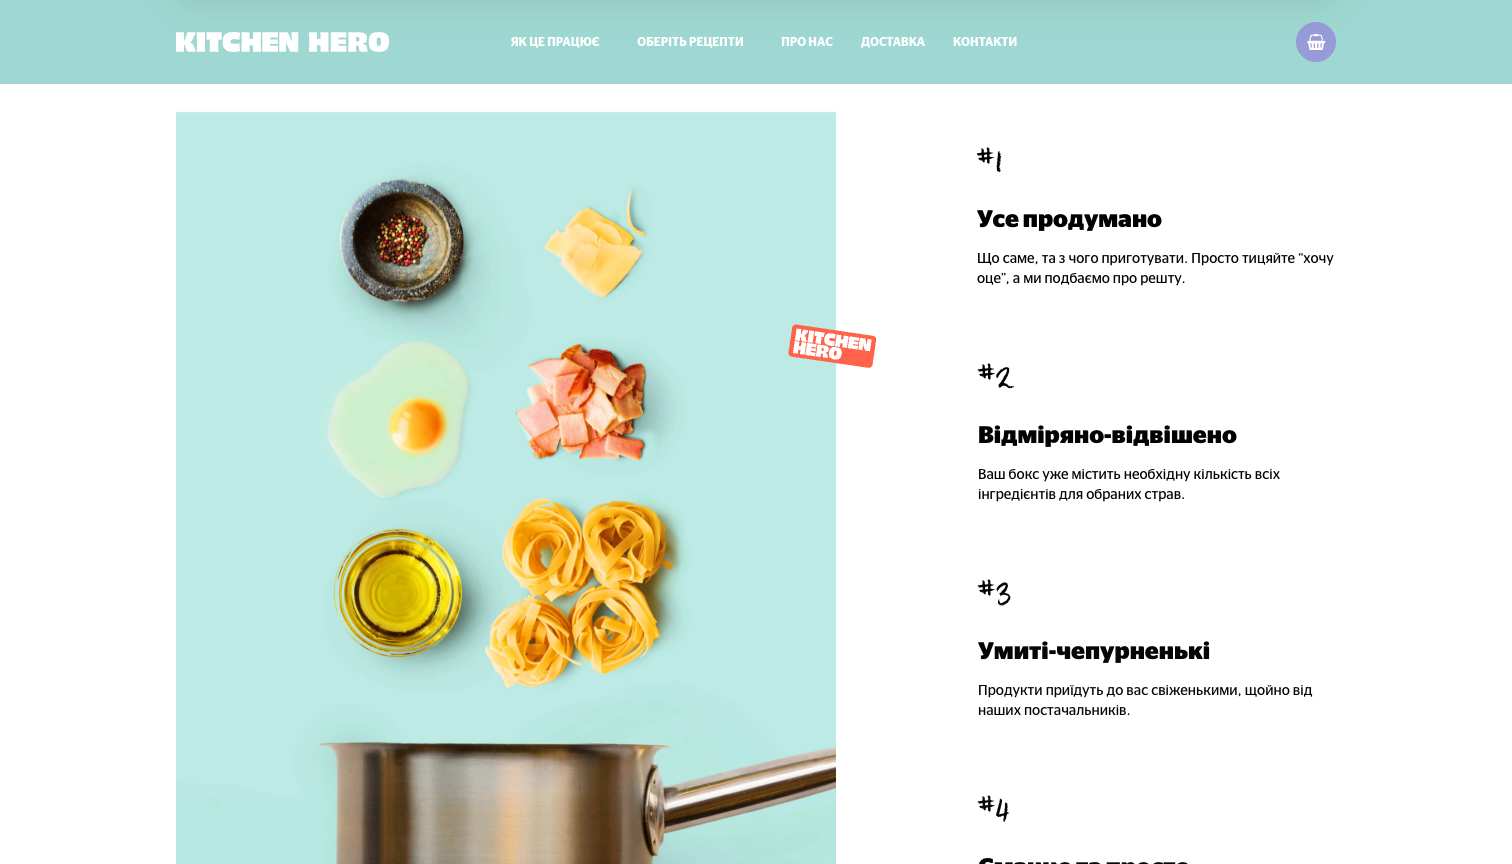 KITCHEN HERO
ЯК ЦЕ ПРАЦЮЄ
ОБЕРІТЬ РЕЦЕПТИ
ПРО НАС
ДОСТАВКА
КОНТАКТИ
KITCHEN
HERO
#1
Усе продумано
Що саме, та з чого приготувати. Просто тицяйте "хочу
оце", а ми подбаємо про решту.
#2
Відміряно-відвішено
Ваш бокс уже містить необхідну кількість всіх
інгредієнтів для обраних страв.
#3
Умиті-чепурненькі
Продукти приїдуть до вас свіженькими, щойно від
наших постачальників.
#4